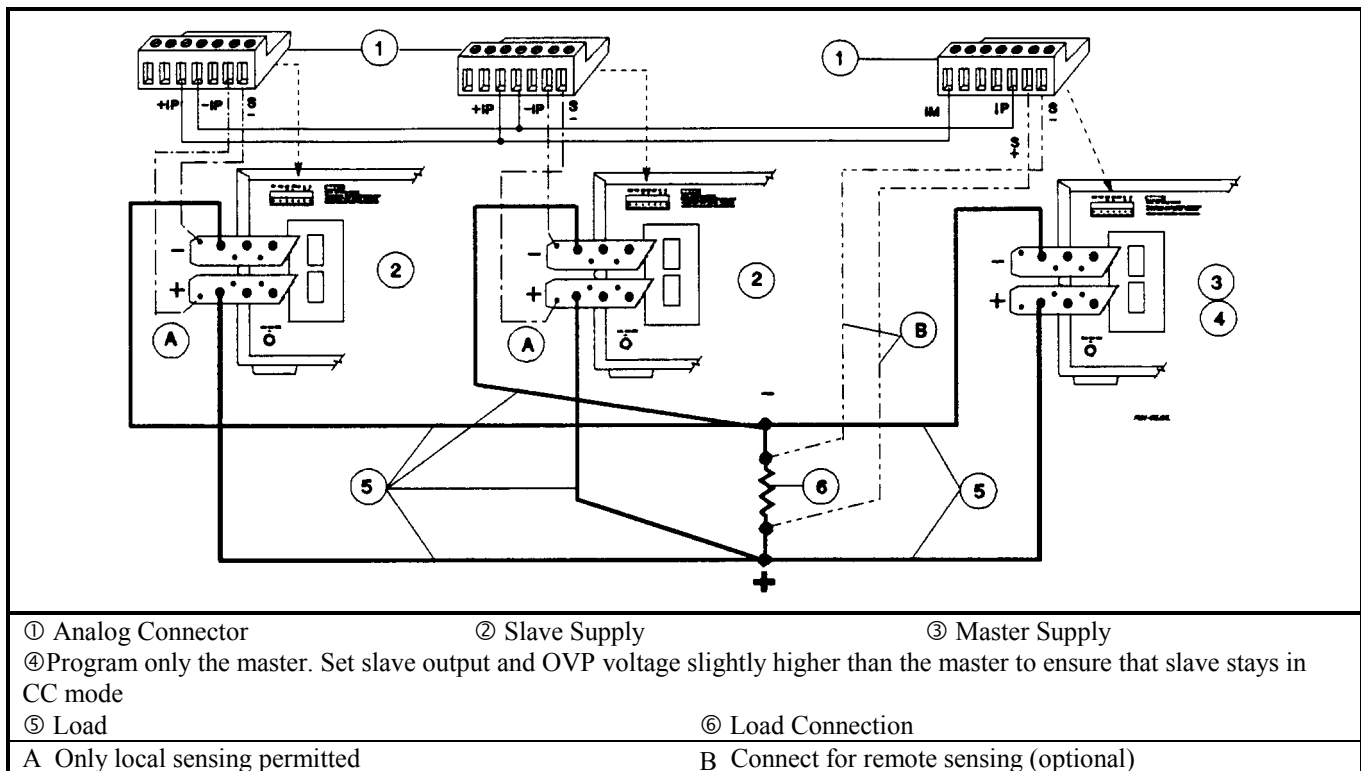 1
1
1
+IP -IP S
-
+IP -IP S
-
IM ↓P S
-
S
+
-
+
2
-
+
2
-
+
3
4
A
A
B
-
5
6
5
+
① Analog Connector ② Slave Supply ③ Master Supply
④Program only the master. Set slave output and OVP voltage slightly higher than the master to ensure that slave stays in
CC mode
⑤ Load ⑥ Load Connection
A Only local sensing permitted B Connect for remote sensing (optional)